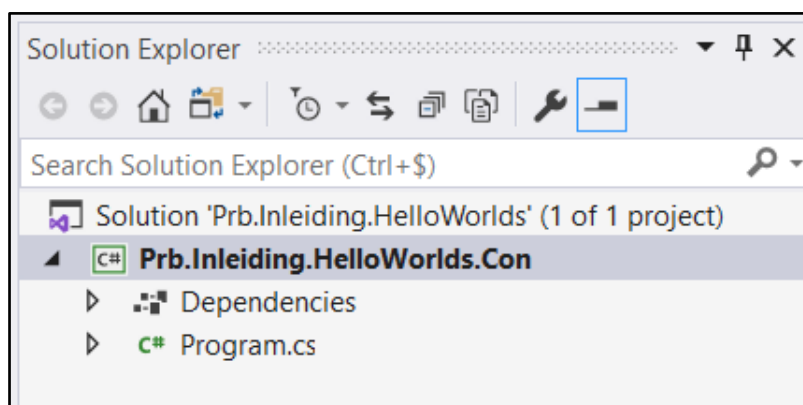 Solution Explorer
Search Solution Explorer (Ctrl+$)
Solution 'Prb.Inleiding.HelloWorlds' (1 of 1 project)
C# Prb.Inleiding.HelloWorlds.Con
Dependencies
C# Program.cs